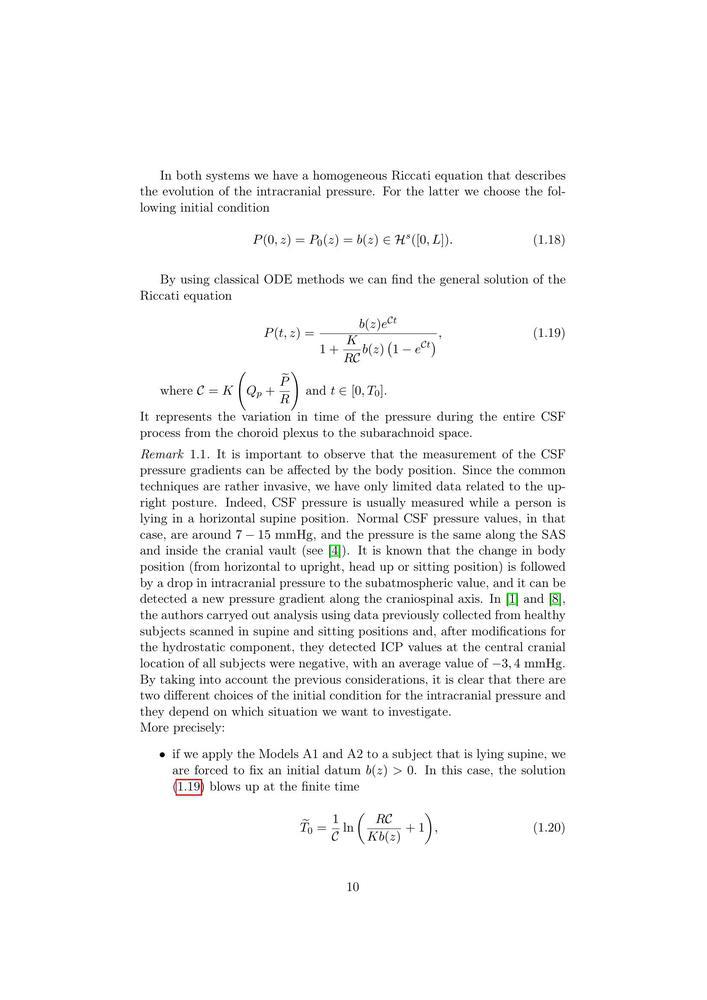 In both systems we have a homogeneous Riccati equation that describes
the evolution of the intracranial pressure. For the latter we choose the fol-
lowing initial condition
P(0, z) = P₀(z) = b(z) ∈ ℋˢ([0, L]). (1.18)
By using classical ODE methods we can find the general solution of the
Riccati equation
P(t, z) = \frac{b(z)e^{\mathcal{C}t}}{1 + \frac{K}{R\mathcal{C}}b(z)\left(1 − e^{\mathcal{C}t}\right)}, (1.19)
where \mathcal{C} = K\left(Q_p + \frac{\widetilde{P}}{R}\right) and t ∈ [0, T₀].
It represents the variation in time of the pressure during the entire CSF
process from the choroid plexus to the subarachnoid space.
Remark 1.1. It is important to observe that the measurement of the CSF
pressure gradients can be affected by the body position. Since the common
techniques are rather invasive, we have only limited data related to the up-
right posture. Indeed, CSF pressure is usually measured while a person is
lying in a horizontal supine position. Normal CSF pressure values, in that
case, are around 7 − 15 mmHg, and the pressure is the same along the SAS
and inside the cranial vault (see [4]). It is known that the change in body
position (from horizontal to upright, head up or sitting position) is followed
by a drop in intracranial pressure to the subatmospheric value, and it can be
detected a new pressure gradient along the craniospinal axis. In [1] and [8],
the authors carryed out analysis using data previously collected from healthy
subjects scanned in supine and sitting positions and, after modifications for
the hydrostatic component, they detected ICP values at the central cranial
location of all subjects were negative, with an average value of −3, 4 mmHg.
By taking into account the previous considerations, it is clear that there are
two different choices of the initial condition for the intracranial pressure and
they depend on which situation we want to investigate.
More precisely:
• if we apply the Models A1 and A2 to a subject that is lying supine, we
are forced to fix an initial datum b(z) > 0. In this case, the solution
(1.19) blows up at the finite time
\widetilde{T}_0 = \frac{1}{\mathcal{C}} \ln\left(\frac{R\mathcal{C}}{Kb(z)} + 1\right), (1.20)
10